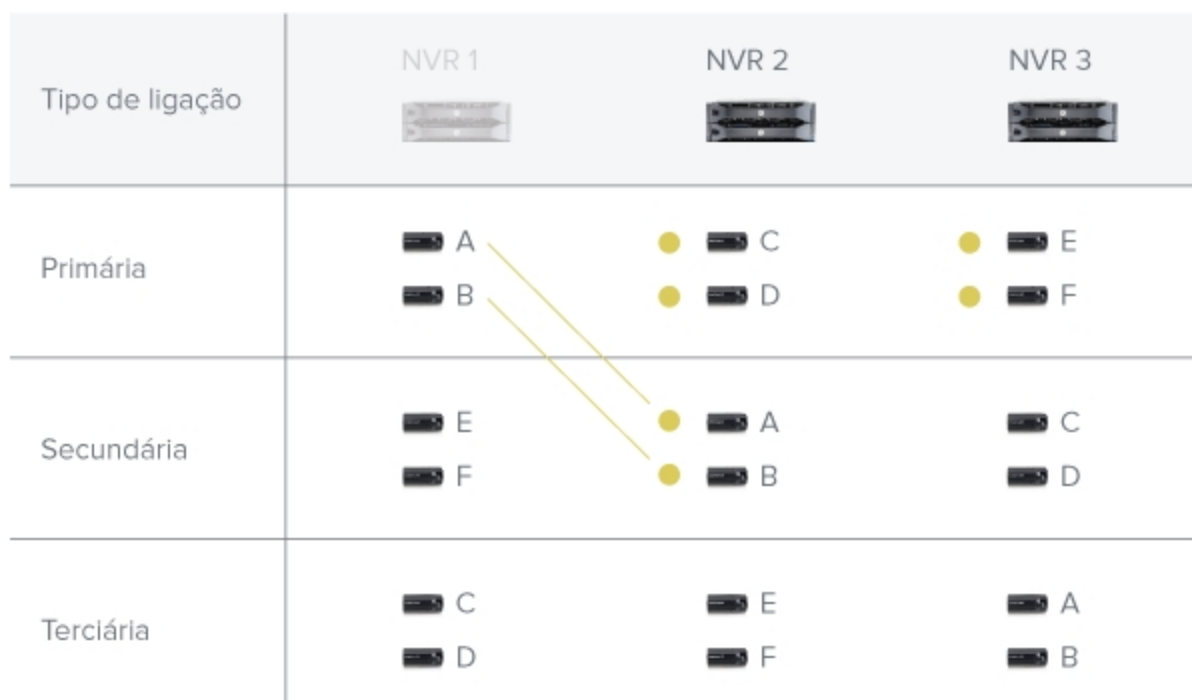 Tipo de ligação
NVR 1 NVR 2 NVR 3
Primária
A C E
B D F
Secundária
E A C
F B D
Terciária
C E A
D F B